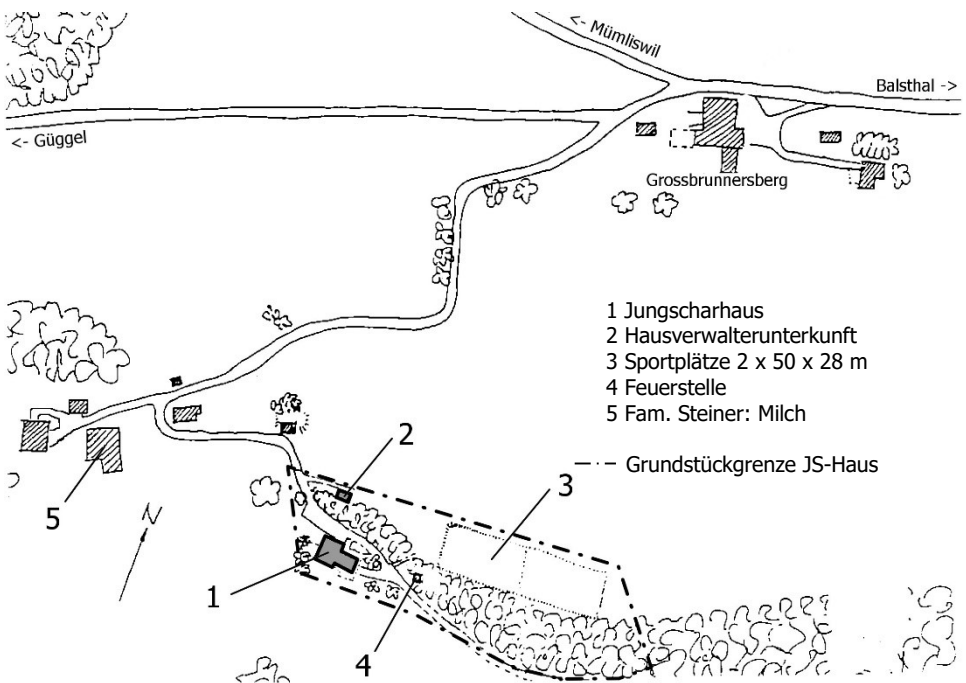 <- Mümliswil
Balsthal ->
<- Güggel
Grossbrunnersberg
1 Jungscharhaus
2 Hausverwalterunterkunft
3 Sportplätze 2 x 50 x 28 m
4 Feuerstelle
5 Fam. Steiner: Milch
Grundstückgrenze JS-Haus
2
3
5
N
1
4